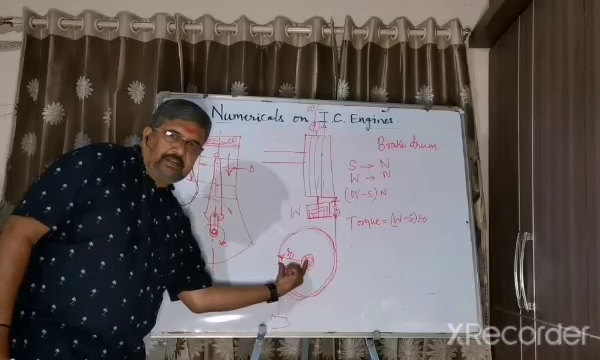 Numericals on I.C. Engines.
Brake drum
S → N
W → N
(W-S) N
W
Torque = (W-S)
XRecorder